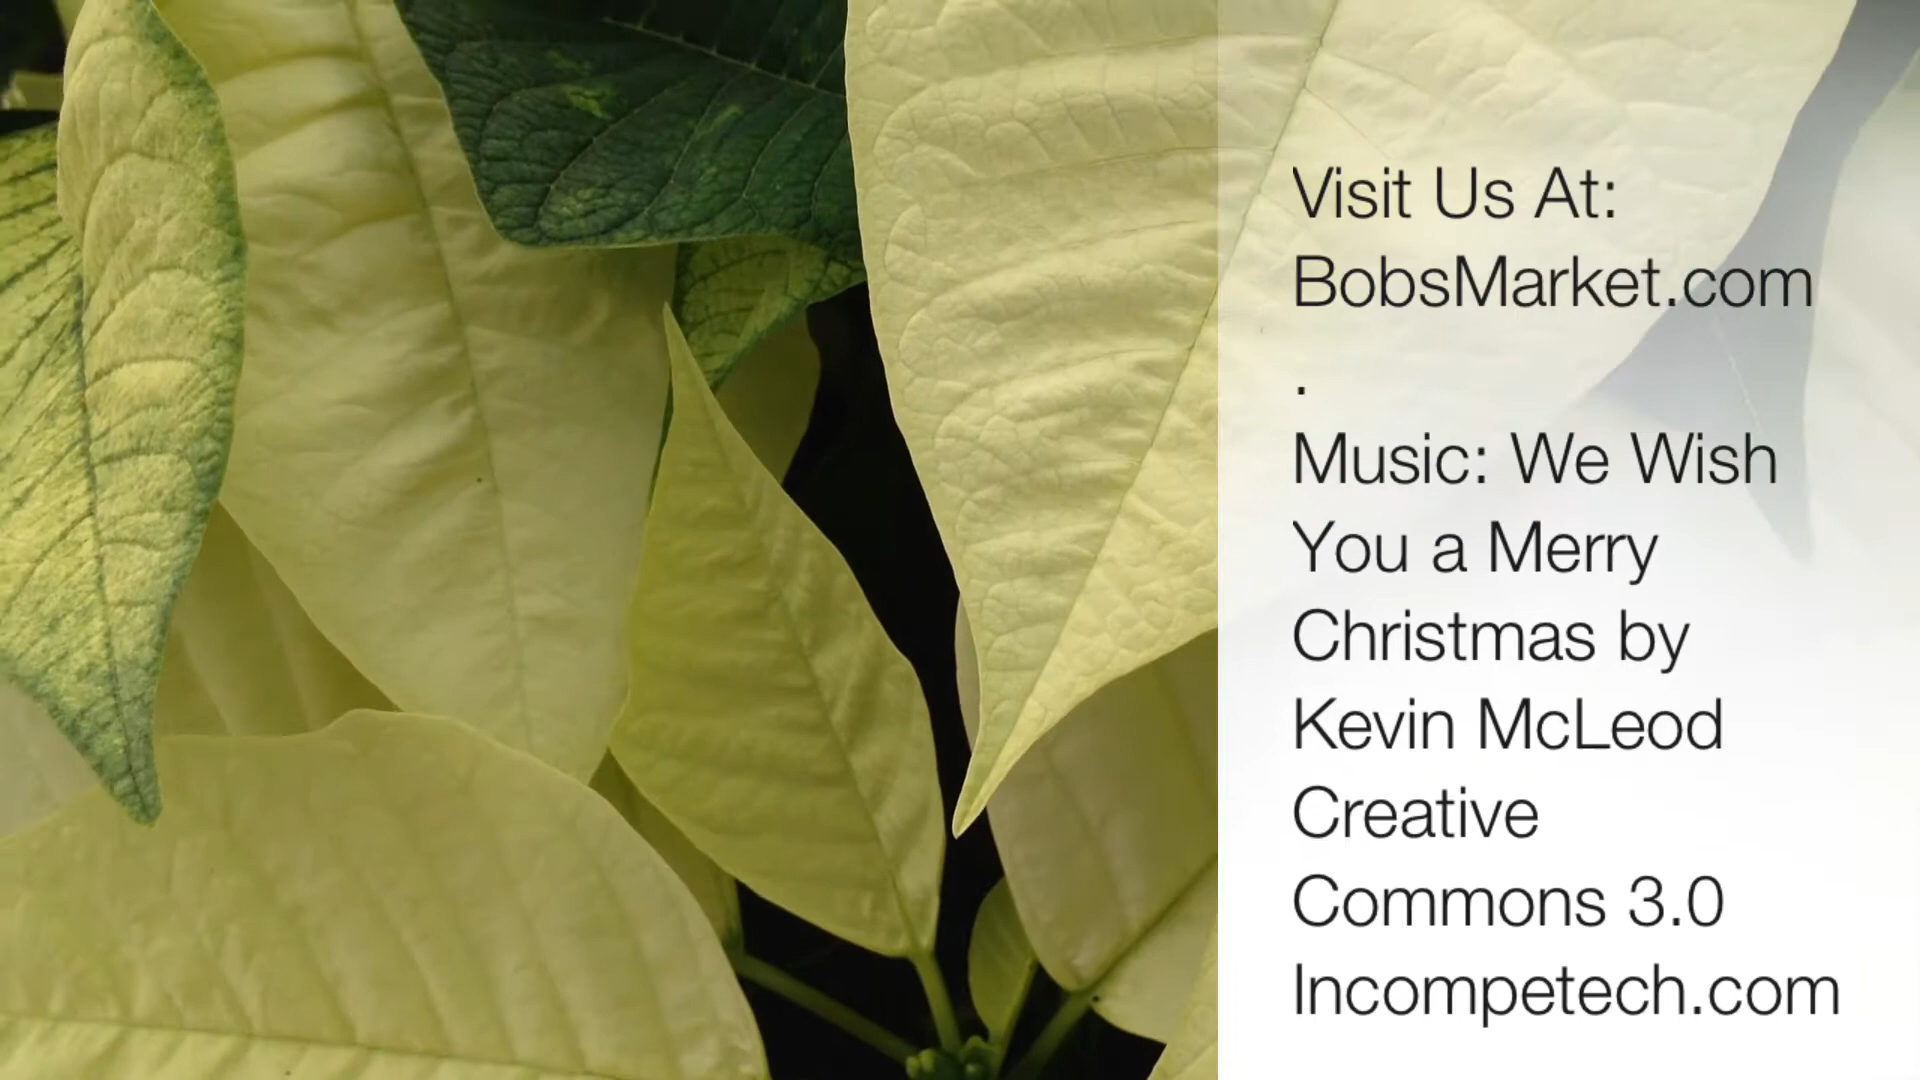 Visit Us At:
BobsMarket.com
.
Music: We Wish
You a Merry
Christmas by
Kevin McLeod
Creative
Commons 3.0
Incompetech.com